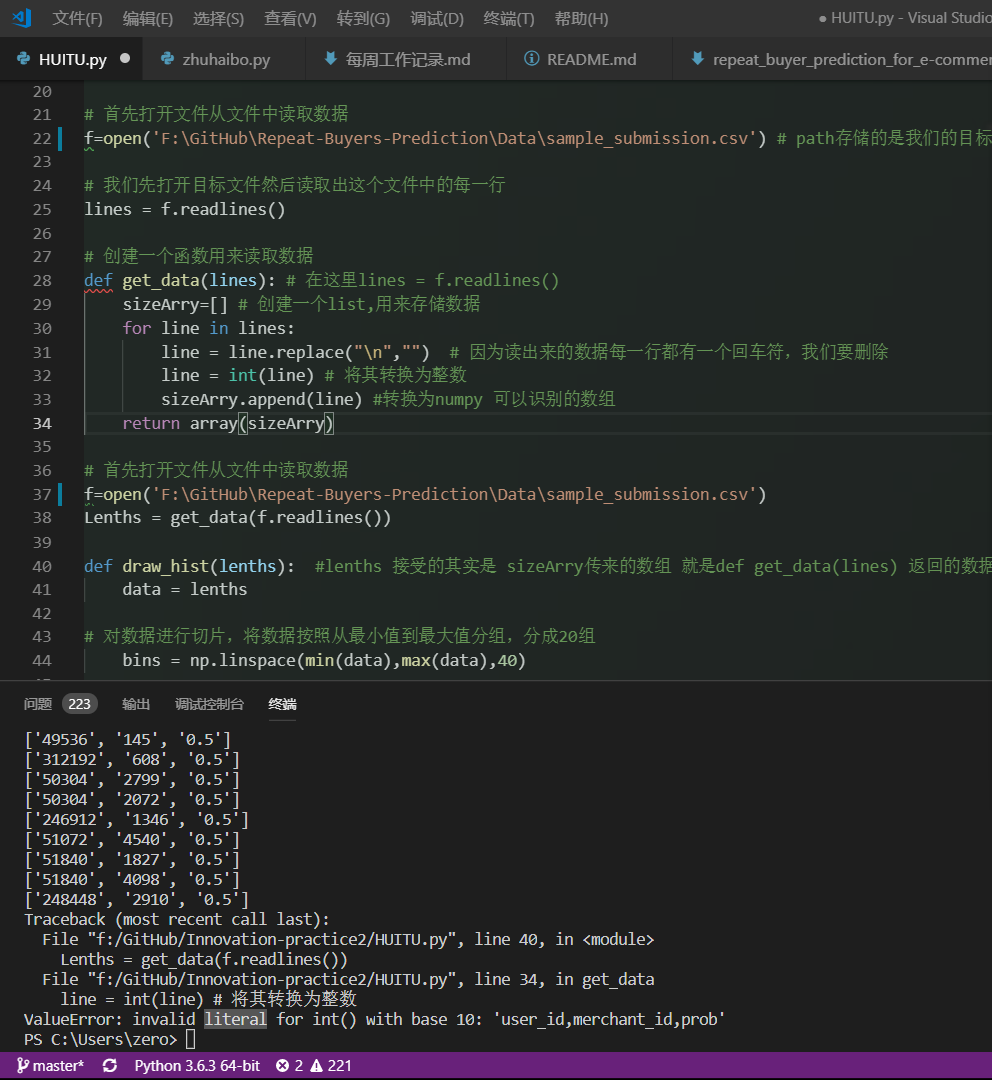 文件(F) 编辑(E) 选择(S) 查看(V) 转到(G) 调试(D) 终端(T) 帮助(H) ● HUITU.py - Visual Studio
HUITU.py ● zhuhaibo.py 每周工作记录.md README.md repeat_buyer_prediction_for_e-commer
20
21 # 首先打开文件从文件中读取数据
22 f=open('F:\GitHub\Repeat-Buyers-Prediction\Data\sample_submission.csv') # path存储的是我们的目标
23
24 # 我们先打开目标文件然后读取出这个文件中的每一行
25 lines = f.readlines()
26
27 # 创建一个函数用来读取数据
28 def get_data(lines): # 在这里lines = f.readlines()
29 sizeArry=[] # 创建一个list,用来存储数据
30 for line in lines:
31 line = line.replace("\n","") # 因为读出来的数据每一行都有一个回车符，我们要删除
32 line = int(line) # 将其转换为整数
33 sizeArry.append(line) #转换为numpy 可以识别的数组
34 return array(sizeArry)
35
36 # 首先打开文件从文件中读取数据
37 f=open('F:\GitHub\Repeat-Buyers-Prediction\Data\sample_submission.csv')
38 Lenths = get_data(f.readlines())
39
40 def draw_hist(lenths): #lenths 接受的其实是 sizeArry传来的数组 就是def get_data(lines) 返回的数据
41 data = lenths
42
43 # 对数据进行切片，将数据按照从最小值到最大值分组，分成20组
44 bins = np.linspace(min(data),max(data),40)
问题 223 输出 调试控制台 终端
['49536', '145', '0.5']
['312192', '608', '0.5']
['50304', '2799', '0.5']
['50304', '2072', '0.5']
['246912', '1346', '0.5']
['51072', '4540', '0.5']
['51840', '1827', '0.5']
['51840', '4098', '0.5']
['248448', '2910', '0.5']
Traceback (most recent call last):
File "f:/GitHub/Innovation-practice2/HUITU.py", line 40, in <module>
Lenths = get_data(f.readlines())
File "f:/GitHub/Innovation-practice2/HUITU.py", line 34, in get_data
line = int(line) # 将其转换为整数
ValueError: invalid literal for int() with base 10: 'user_id,merchant_id,prob'
PS C:\Users\zero>
master* Python 3.6.3 64-bit 2 221